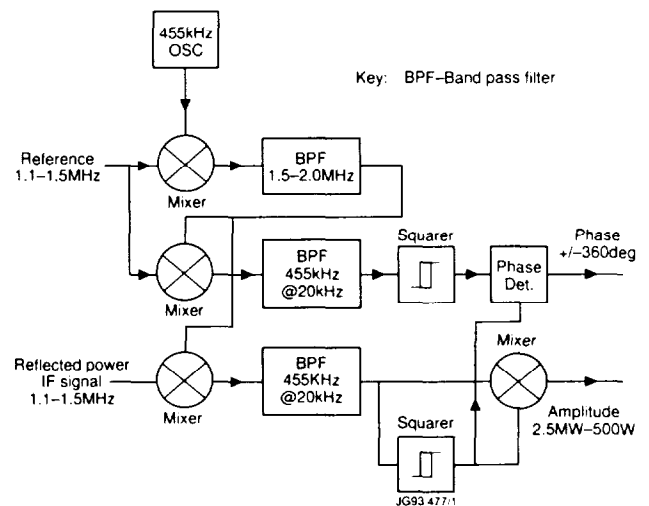 455kHz
OSC
Key: BPF–Band pass filter
Reference
1.1–1.5MHz
Mixer
BPF
1.5–2.0MHz
Mixer
BPF
455kHz
@20kHz
Squarer
Phase
Det.
Phase
+/–360deg
Reflected power
IF signal
1.1–1.5MHz
Mixer
BPF
455KHz
@20kHz
Mixer
Amplitude
2.5MW–500W
Squarer
JG93 477/1